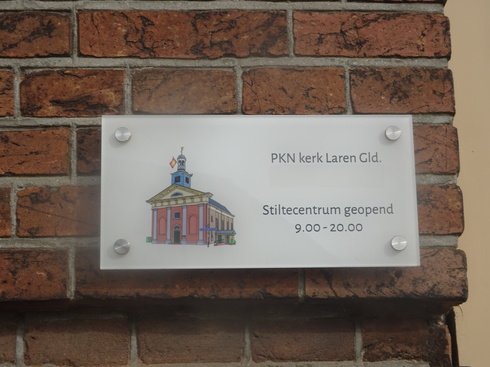 PKN kerk Laren Gld.
Stiltecentrum geopend
9.00 - 20.00